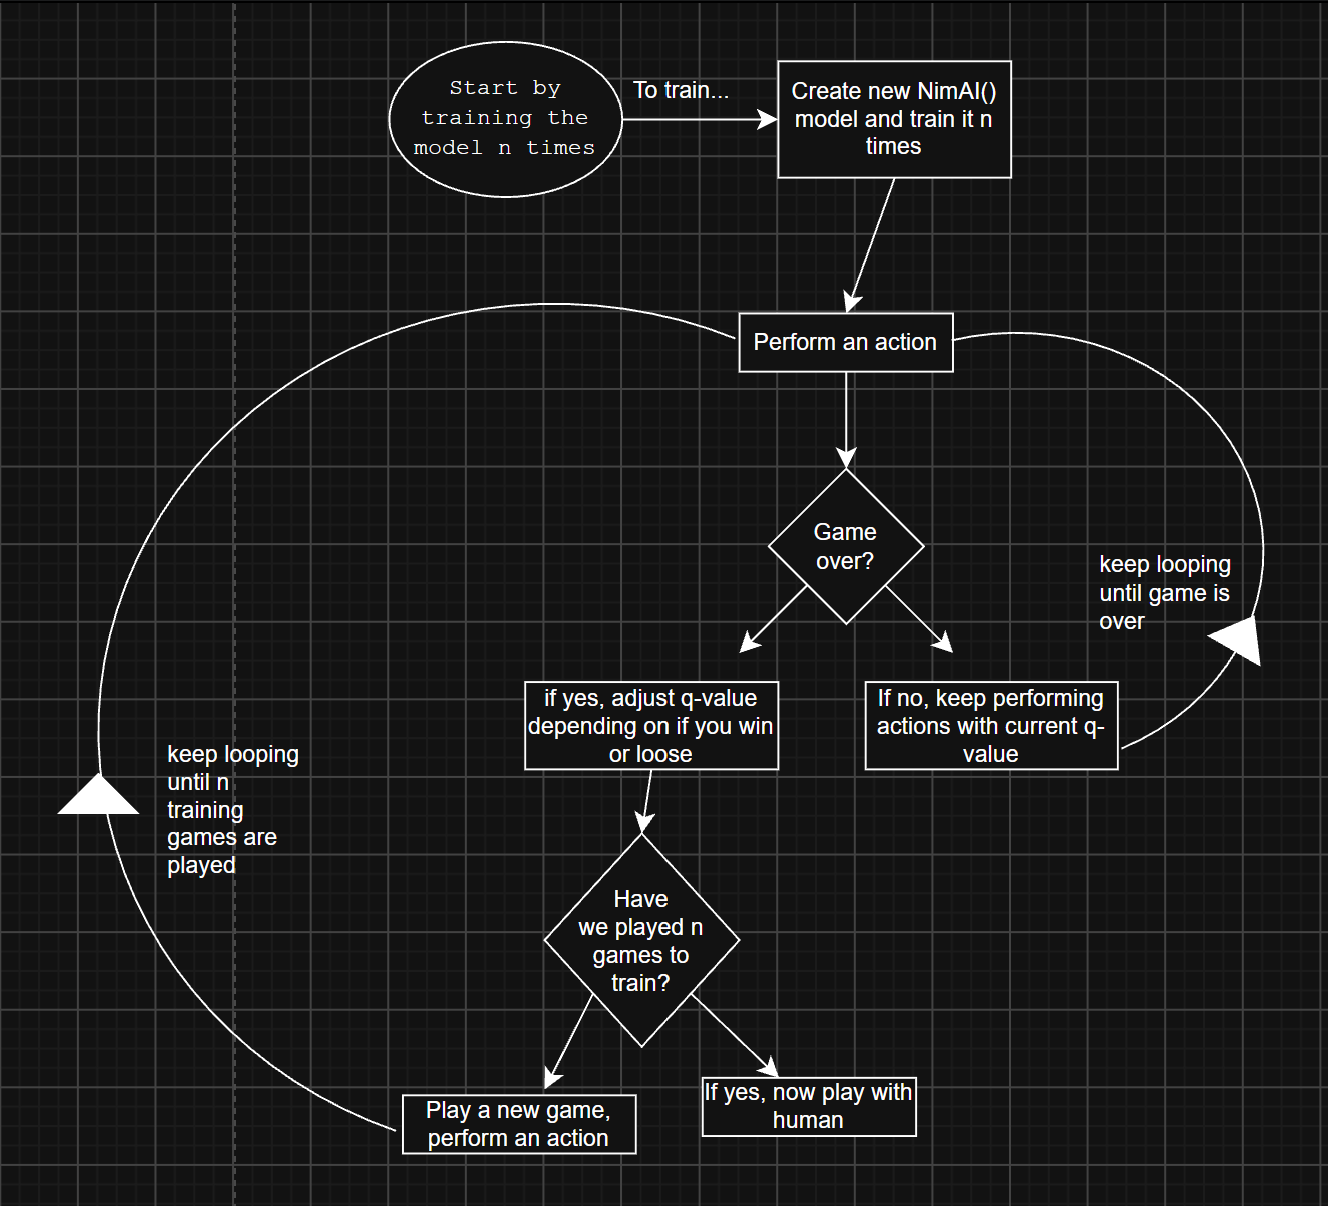 Start by
training the
model n times
To train...
Create new NimAI()
model and train it n
times
Perform an action
Game
over?
keep looping
until game is
over
if yes, adjust q-value
depending on if you win
or loose
If no, keep performing
actions with current q-
value
keep looping
until n
training
games are
played
Have
we played n
games to
train?
Play a new game,
perform an action
If yes, now play with
human